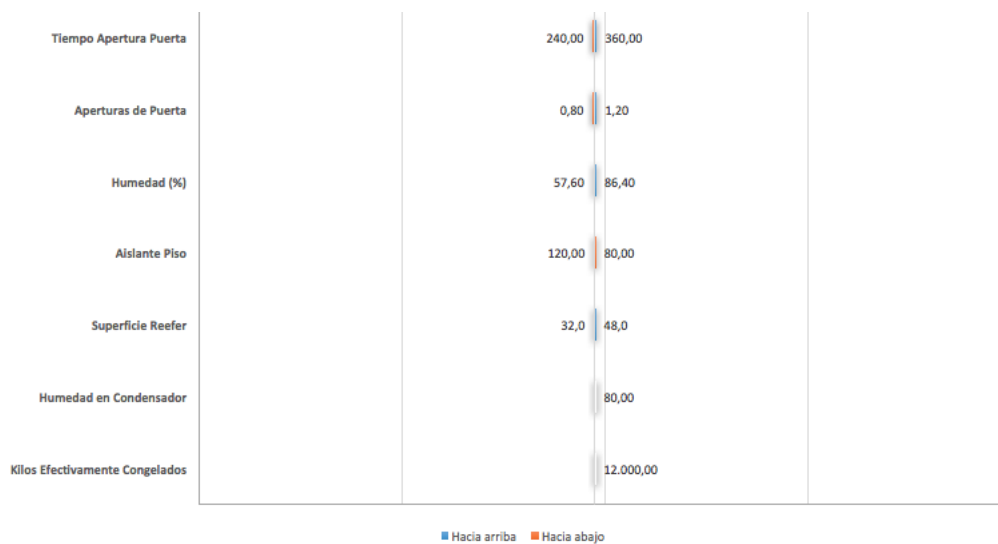 Tiempo Apertura Puerta 240,00 360,00
Aperturas de Puerta 0,80 1,20
Humedad (%) 57,60 86,40
Aislante Piso 120,00 80,00
Superficie Reefer 32,0 48,0
Humedad en Condensador 80,00
Kilos Efectivamente Congelados 12.000,00
Hacia arriba Hacia abajo